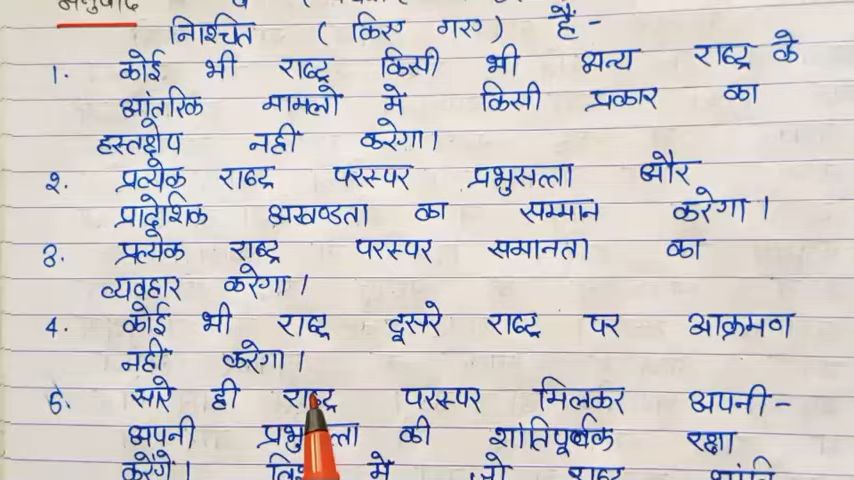 अनुवाद
निश्चित ( किए गए ) हैं -
1. कोई भी राष्ट्र किसी भी अन्य राष्ट्र के
आंतरिक मामलो में किसी प्रकार का
हस्तक्षेप नहीं करेगा।
2. प्रत्येक राष्ट्र परस्पर प्रभुसत्ता और
प्रादेशिक अखण्डता का सम्मान करेगा।
3. प्रत्येक राष्ट्र परस्पर समानता का
व्यवहार करेगा।
4. कोई भी राष्ट्र दूसरे राष्ट्र पर आक्रमण
नहीं करेगा।
5. सारे ही राष्ट्र परस्पर मिलकर अपनी-
अपनी प्रभुसत्ता की शांतिपूर्वक रक्षा
करेंगे। में जो राष्ट्र शांति